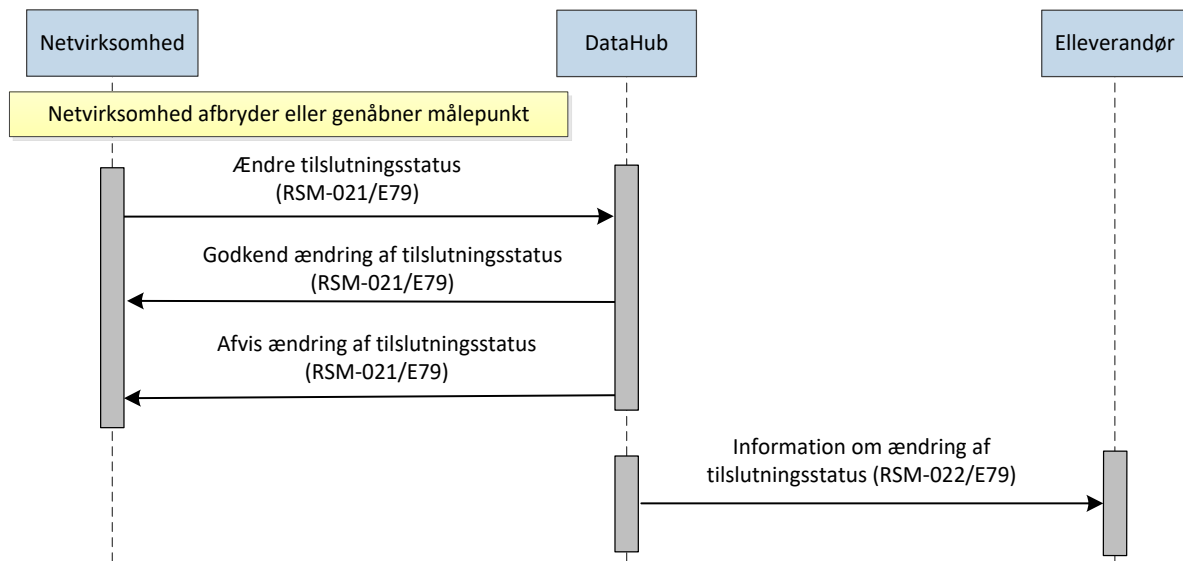 Netvirksomhed
DataHub
Elleverandør
Netvirksomhed afbryder eller genåbner målepunkt
Ændre tilslutningsstatus
(RSM-021/E79)
Godkend ændring af tilslutningsstatus
(RSM-021/E79)
Afvis ændring af tilslutningsstatus
(RSM-021/E79)
Information om ændring af
tilslutningsstatus (RSM-022/E79)